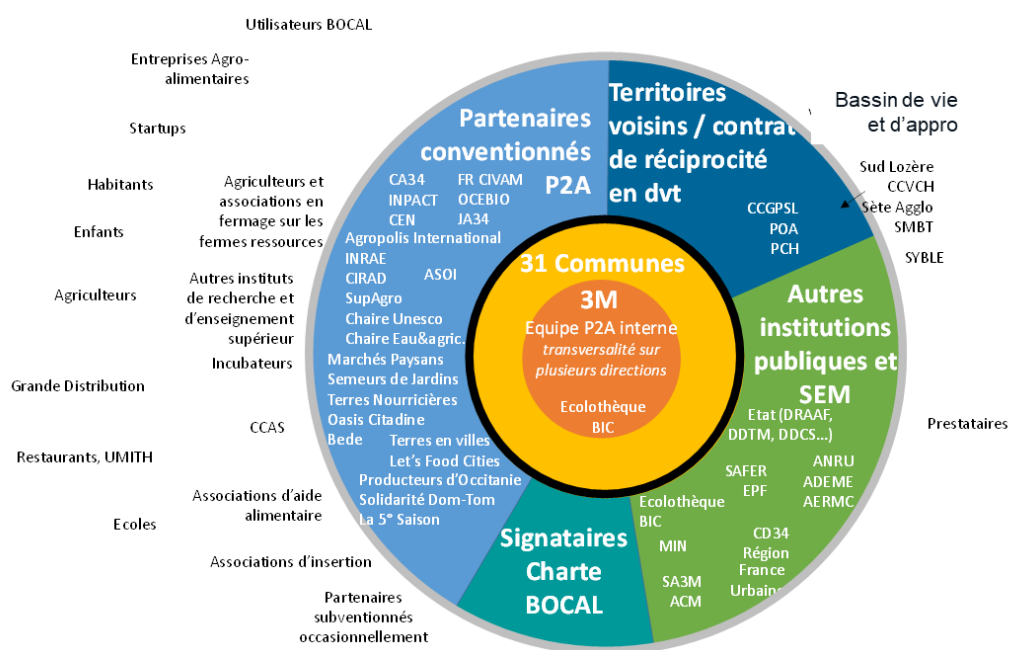 Utilisateurs BOCAL
Entreprises Agro-
alimentaires
Startups
Habitants
Enfants
Agriculteurs
Grande Distribution
Restaurants, UMITH
Ecoles
Agriculteurs et
associations en
fermage sur les
fermes ressources
Autres instituts
de recherche et
d'enseignement
supérieur
Incubateurs
CCAS
Associations d'aide
alimentaire
Associations d'insertion
Partenaires
subventionnés
occasionnellement
Partenaires
conventionnés
P2A
CA34
INPACT
CEN
FR CIVAM
OCEBIO
JA34
Agropolis International
INRAE
CIRAD
ASOI
SupAgro
Chaire Unesco
Chaire Eau&agric.
Marchés Paysans
Semeurs de Jardins
Terres Nourricières
Oasis Citadine
Bede
Terres en villes
Let's Food Cities
Producteurs d'Occitanie
Solidarité Dom-Tom
La 5° Saison
Territoires
voisins / contrat
de réciprocité
en dvt
CCGPSL
POA
PCH
Bassin de vie
et d'appro
Sud Lozère
CCVCH
Sète Agglo
SMBT
SYBLE
31 Communes
3M
Equipe P2A interne
transversalité sur
plusieurs directions
Ecolothèque
BIC
Autres
institutions
publiques et
SEM
Etat (DRAAF,
DDTM, DDCS...)
SAFER
EPF
ANRU
ADEME
AERMC
Ecolothèque
BIC
MIN
SA3M
ACM
CD34
Région
France
Urbaine
Prestataires
Signataires
Charte
BOCAL